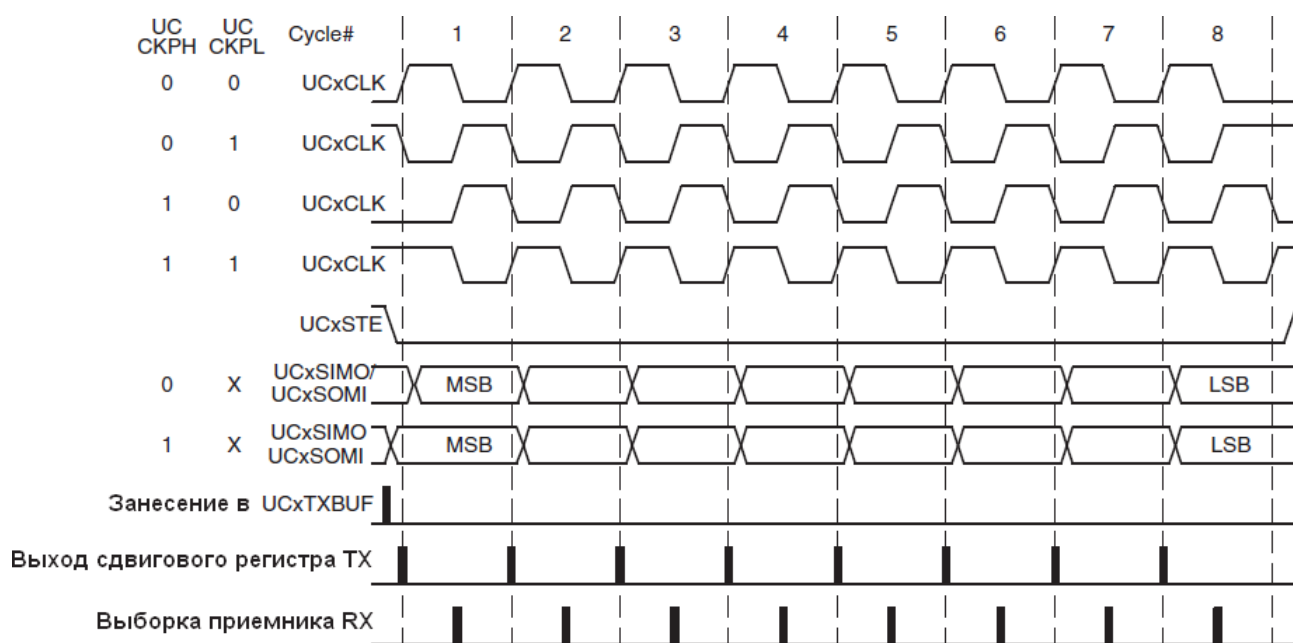 UC UC Cycle# 1 2 3 4 5 6 7 8
CKPH CKPL
0 0 UCxCLK
0 1 UCxCLK
1 0 UCxCLK
1 1 UCxCLK
UCxSTE
0 X UCxSIMO/
UCxSOMI MSB LSB
1 X UCxSIMO
UCxSOMI MSB LSB
Занесение в UCxTXBUF
Выход сдвигового регистра TX
Выборка приемника RX